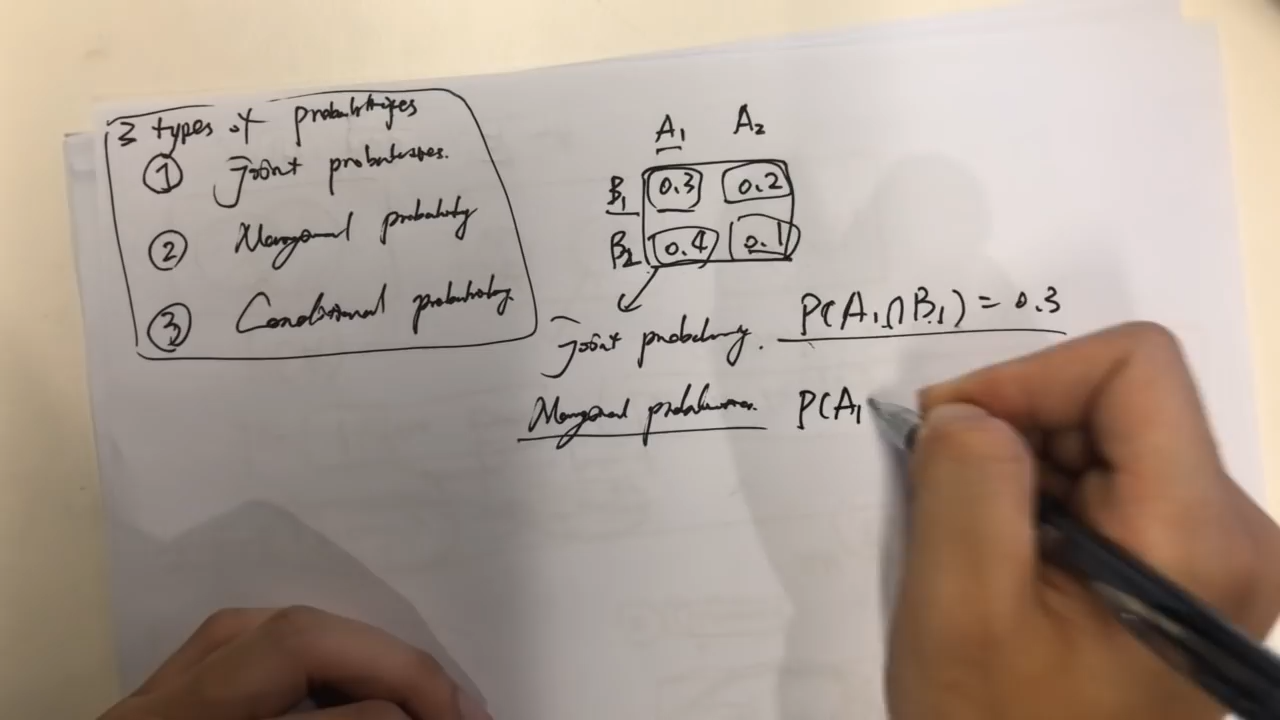 3 types of probabilities
① Joint probabilities.
② Marginal probability
③ Conditional probability
A₁ A₂
B₁ 0.3 0.2
B₂ 0.4 0.1
Joint probability. P(A₁∩B₁) = 0.3
Marginal probabilities. P(A₁